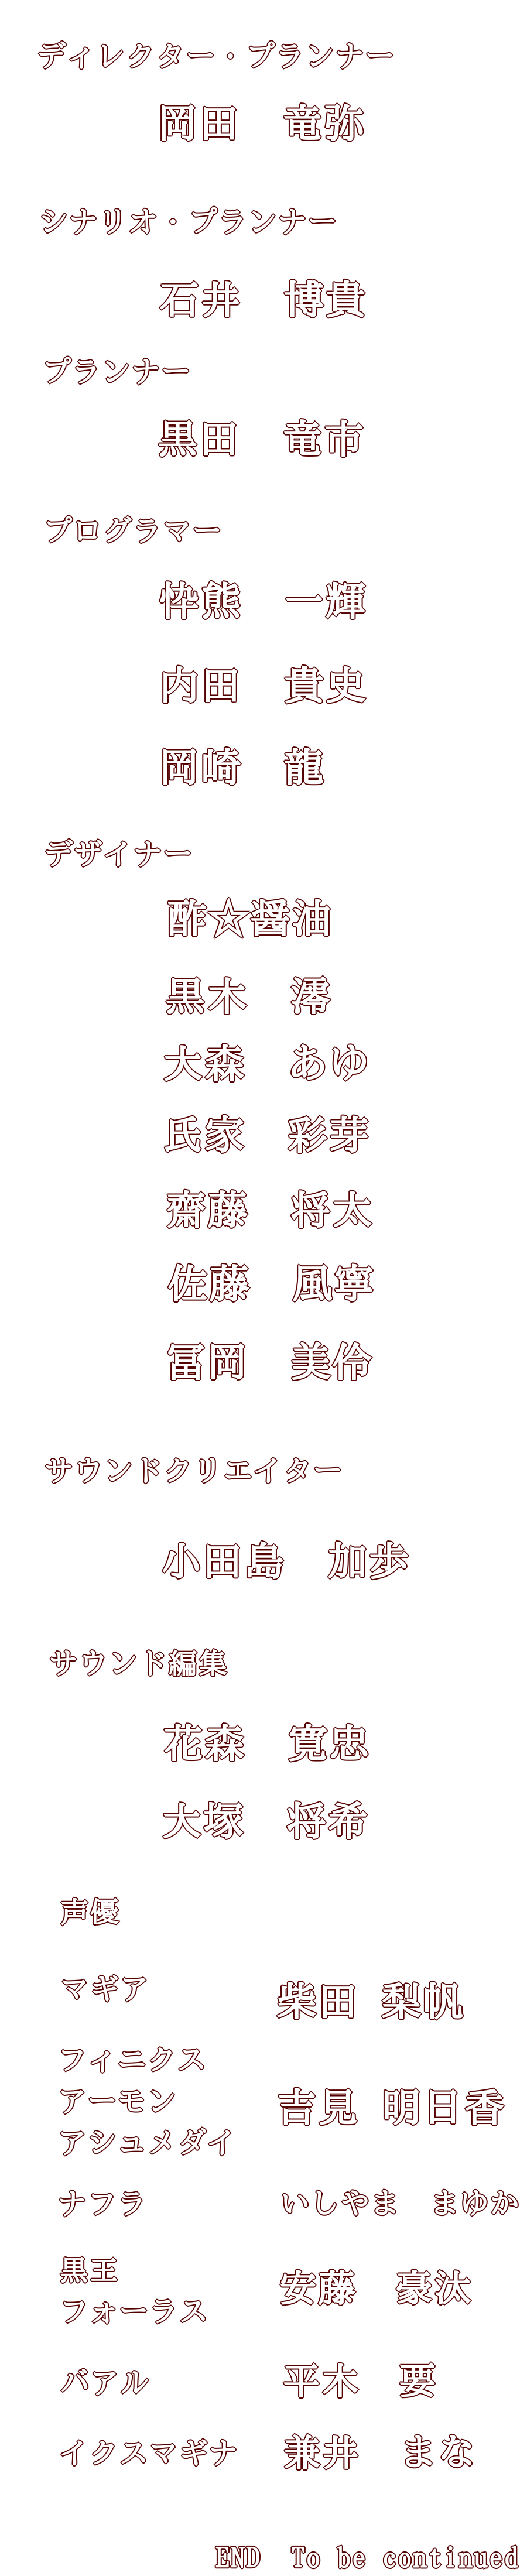 ディレクター・プランナー
岡田　竜弥
シナリオ・プランナー
石井　博貴
プランナー
黒田　竜市
プログラマー
忰熊　一輝
内田　貴史
岡崎　龍
デザイナー
酢☆醤油
黒木　澪
大森　あゆ
氏家　彩芽
齋藤　将太
佐藤　風寧
冨岡　美伶
サウンドクリエイター
小田島　加歩
サウンド編集
花森　寛忠
大塚　将希
声優
マギア　柴田 梨帆
フィニクス
アーモン　吉見 明日香
アシュメダイ
ナフラ　いしやま　まゆか
黒王
フォーラス　安藤　豪汰
バアル　平木　要
イクスマギナ　兼井　まな
END　To be continued